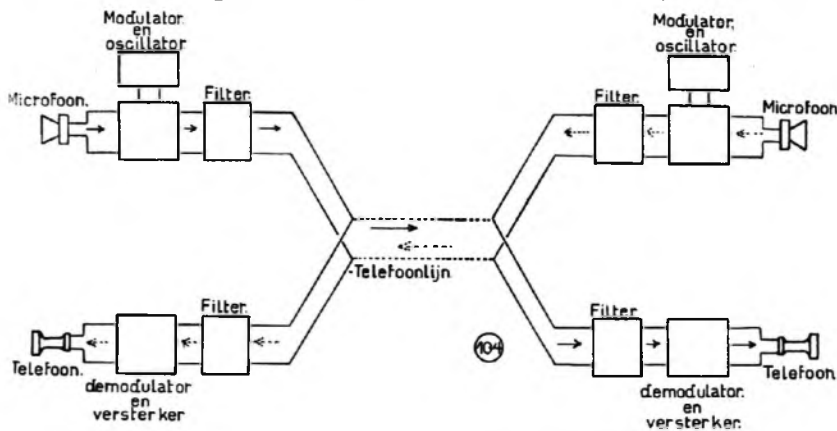 Modulator
en
oscillator.
Microfoon.
Filter.
Modulator.
en
oscillator.
Filter.
Microfoon
Telefoonlijn
Filter.
Telefoon.
demodulator
en
versterker
104
Filter
Telefoon.
demodulator.
en
versterker.